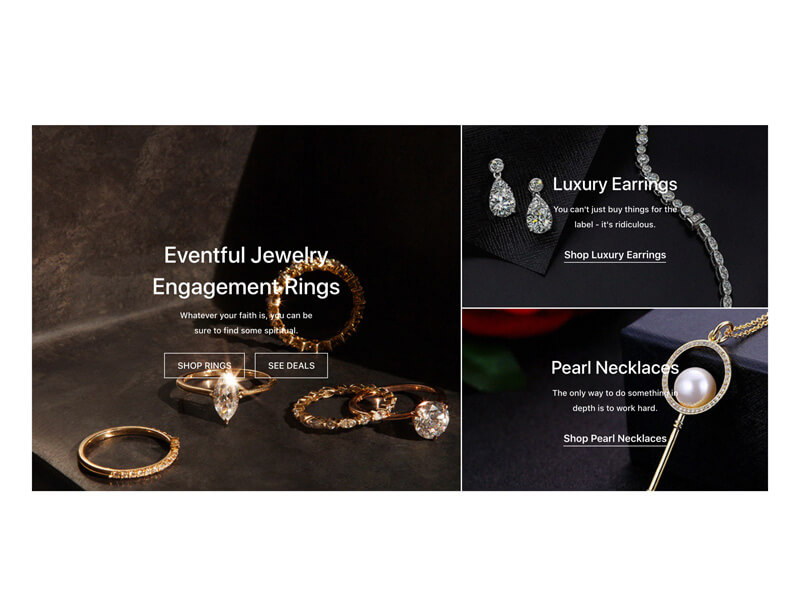 Eventful Jewelry
Engagement Rings
Whatever your faith is, you can be
sure to find some spiritual.
SHOP RINGS
SEE DEALS
Luxury Earrings
You can't just buy things for the
label - it's ridiculous.
Shop Luxury Earrings
Pearl Necklaces
The only way to do something in
depth is to work hard.
Shop Pearl Necklaces